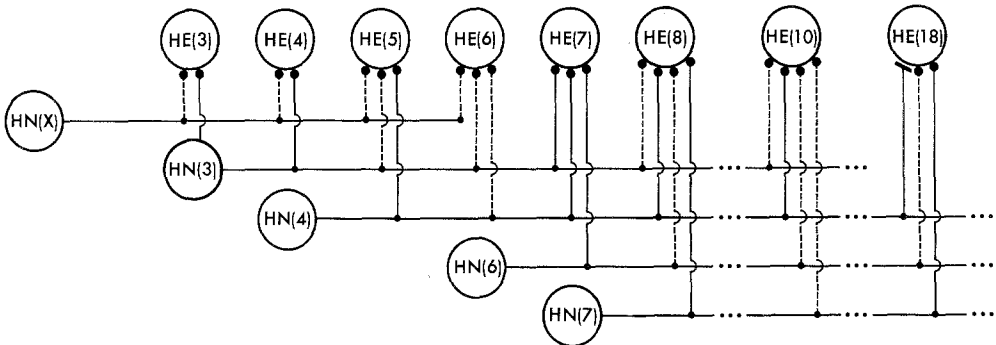 HE(3) HE(4) HE(5) HE(6) HE(7) HE(8) HE(10) HE(18)
HN(X)
HN(3) ... ...
HN(4) ... ... ...
HN(6) ... ... ...
HN(7) ... ... ...